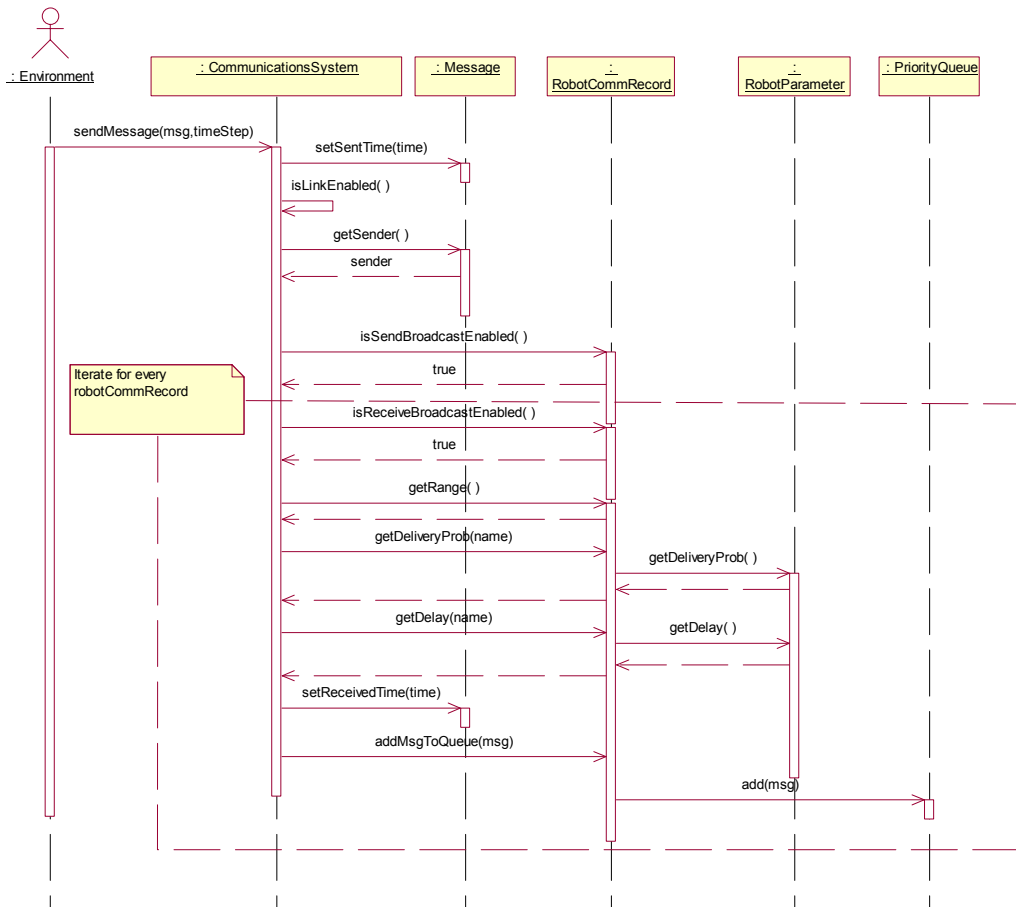 : Environment
: CommunicationsSystem
: Message
:
RobotCommRecord
:
RobotParameter
: PriorityQueue
sendMessage(msg,timeStep)
setSentTime(time)
isLinkEnabled( )
getSender( )
sender
isSendBroadcastEnabled( )
true
Iterate for every
robotCommRecord
isReceiveBroadcastEnabled( )
true
getRange( )
getDeliveryProb(name)
getDeliveryProb( )
getDelay(name)
getDelay( )
setReceivedTime(time)
addMsgToQueue(msg)
add(msg)